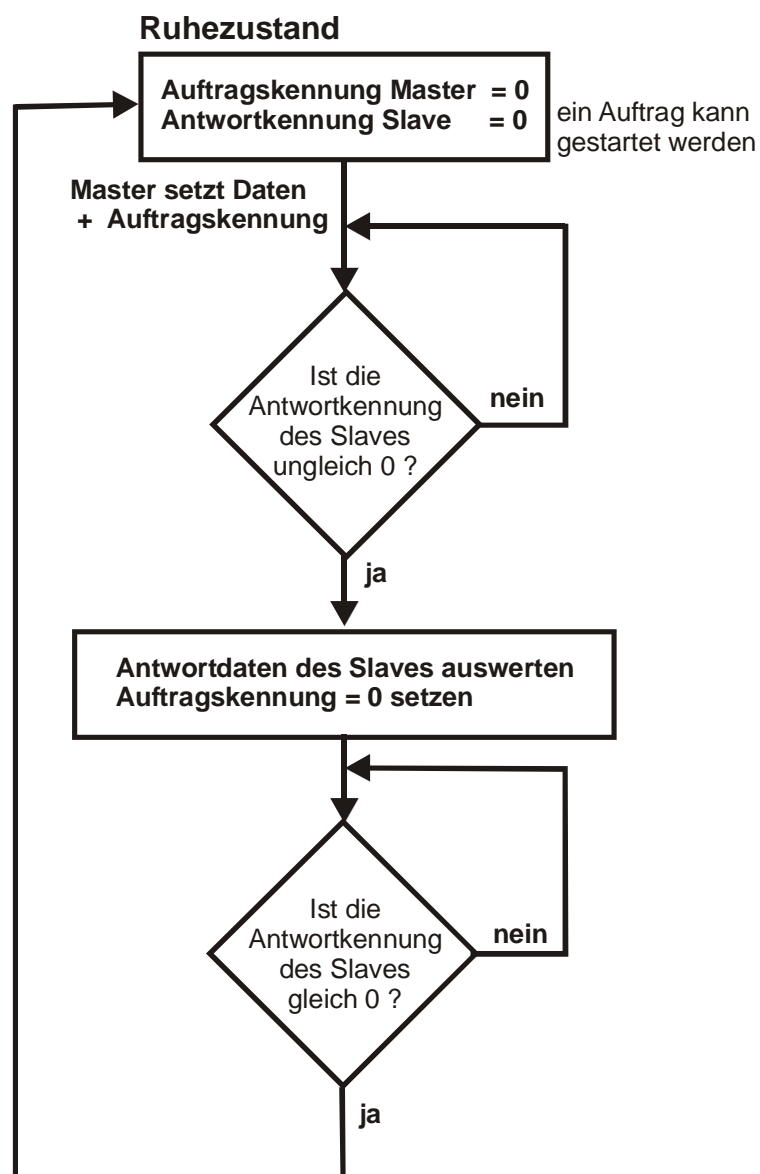 Ruhezustand
Auftragskennung Master = 0
Antwortkennung Slave = 0
ein Auftrag kann
gestartet werden
Master setzt Daten
+ Auftragskennung
Ist die
Antwortkennung
des Slaves
ungleich 0 ?
nein
ja
Antwortdaten des Slaves auswerten
Auftragskennung = 0 setzen
Ist die
Antwortkennung
des Slaves
gleich 0 ?
nein
ja